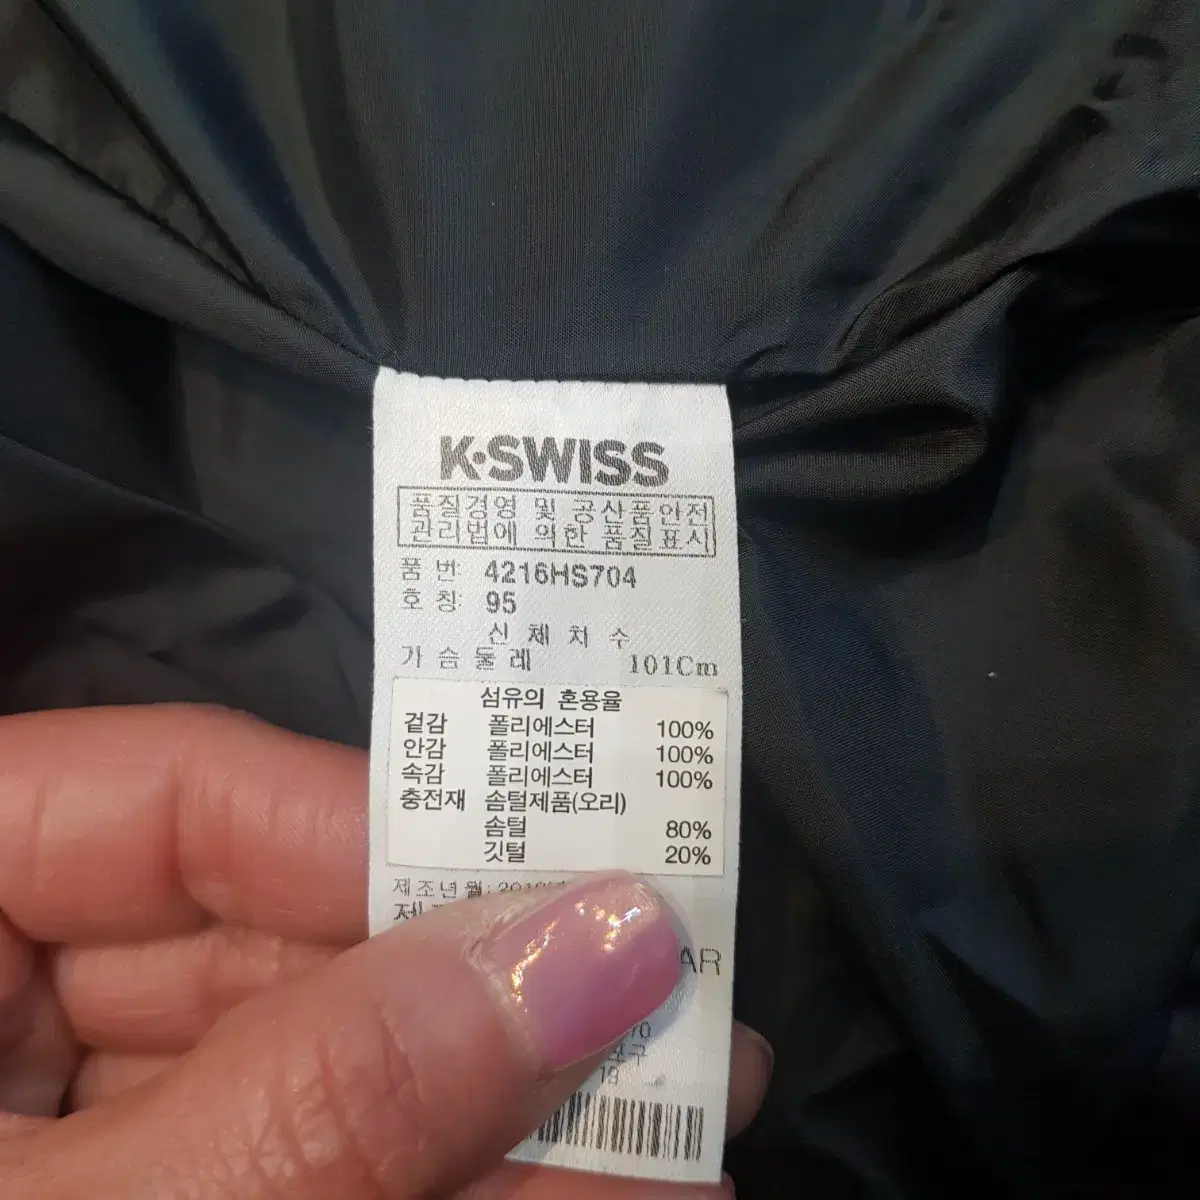 K·SWISS
품질경영 및 공산품안전
관리법에 의한 품질표시
품 번: 4216HS704
호 칭: 95
신 체 치 수
가 슴 둘 레 101Cm
섬유의 혼용율
겉감 폴리에스터 100%
안감 폴리에스터 100%
속감 폴리에스터 100%
충전재 솜털제품(오리)
솜털 80%
깃털 20%
제조년월:
AR